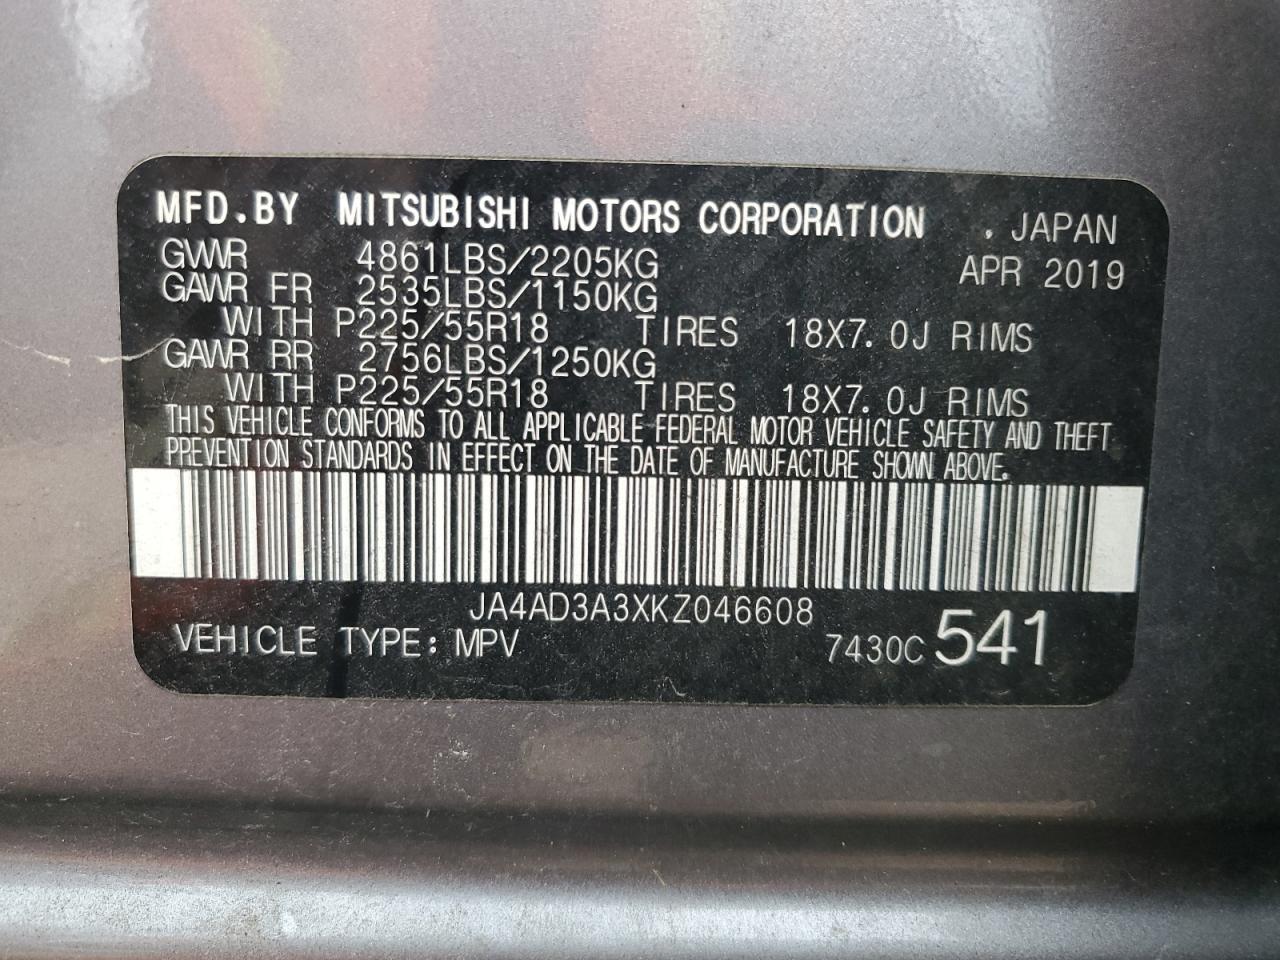 MFD.BY MITSUBISHI MOTORS CORPORATION . JAPAN
GVWR 4861LBS/2205KG APR 2019
GAWR FR 2535LBS/1150KG
WITH P225/55R18 TIRES 18X7.0J RIMS
GAWR RR 2756LBS/1250KG
WITH P225/55R18 TIRES 18X7.0J RIMS
THIS VEHICLE CONFORMS TO ALL APPLICABLE FEDERAL MOTOR VEHICLE SAFETY AND THEFT
PREVENTION STANDARDS IN EFFECT ON THE DATE OF MANUFACTURE SHOWN ABOVE.
JA4AD3A3XKZ046608
VEHICLE TYPE: MPV 7430C 541